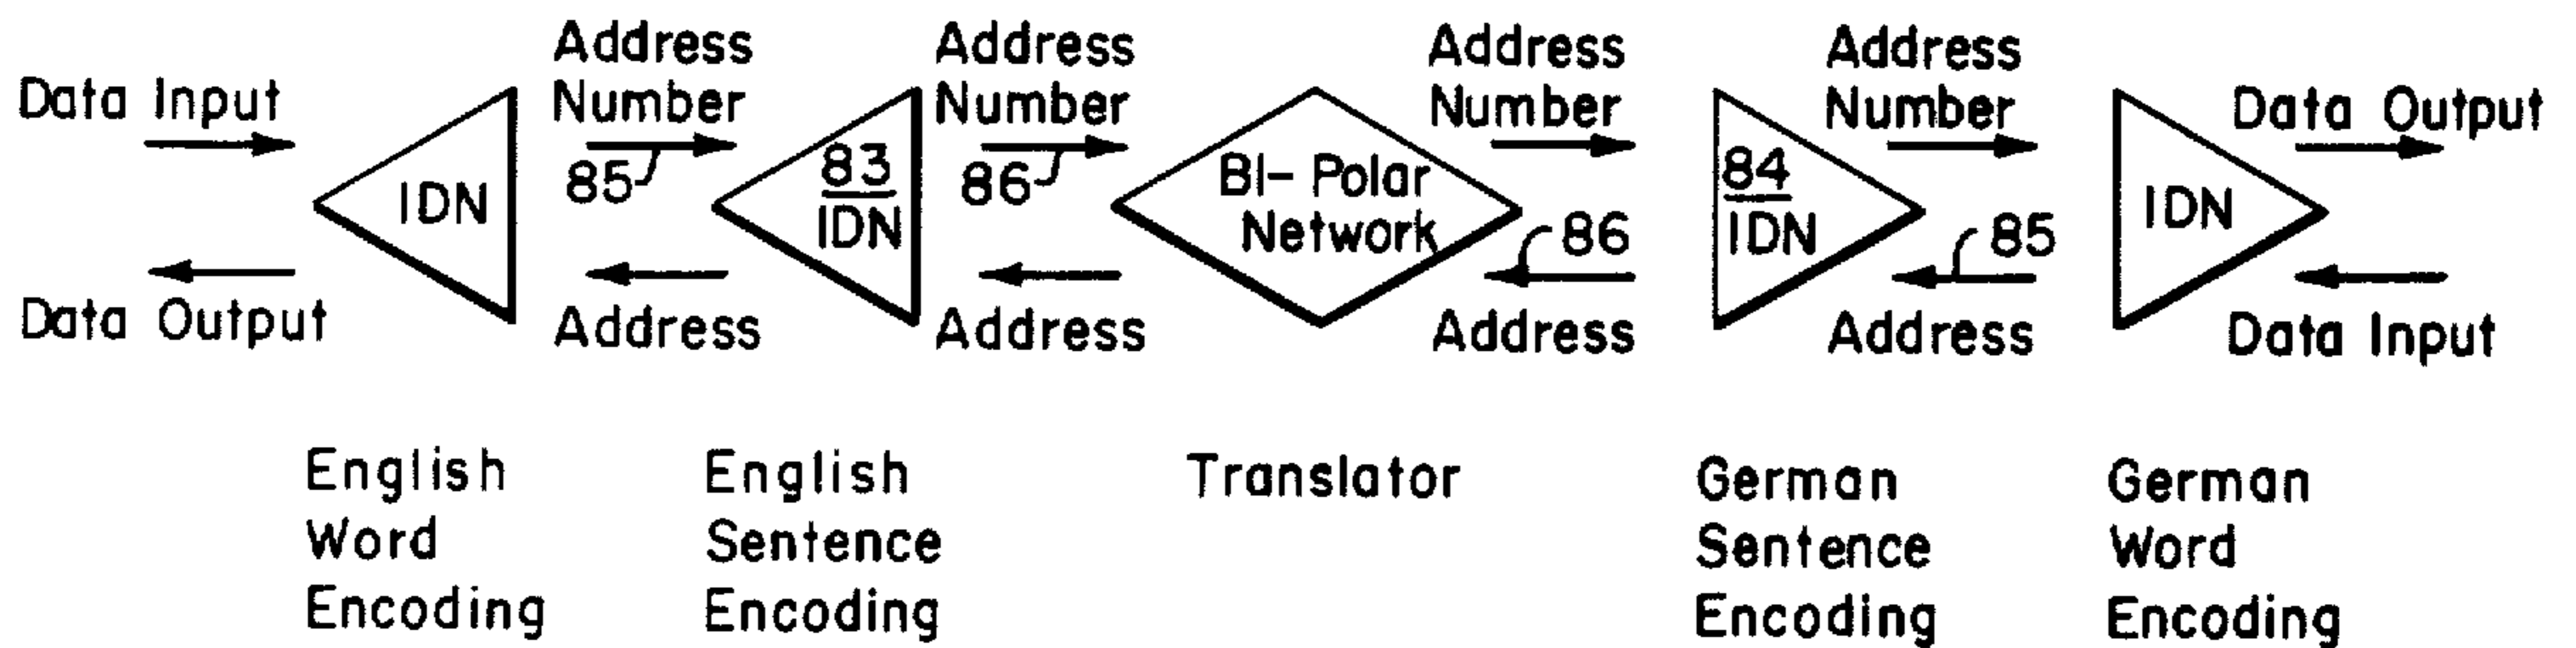 Data Input
Address
Number
85
Address
Number
86
Address
Number
Address
Number
Data Output
IDN
83
IDN
BI- Polar
Network
84
IDN
IDN
86
85
Data Output
Address
Address
Address
Address
Data Input
English
Word
Encoding
English
Sentence
Encoding
Translator
German
Sentence
Encoding
German
Word
Encoding